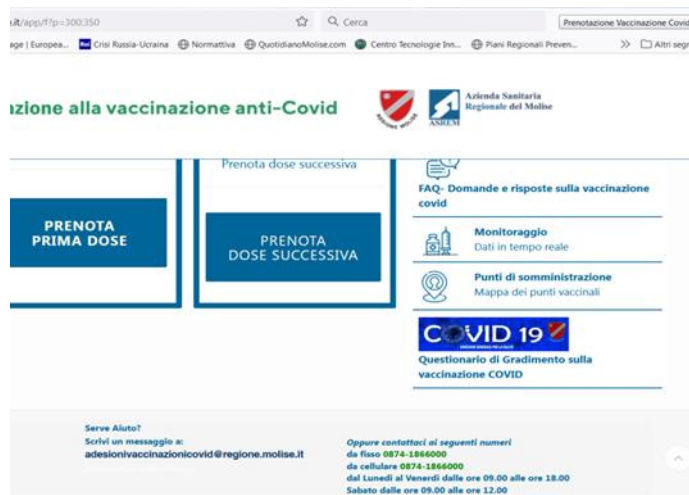 .it/app/f?p=300:350
Cerca
Prenotazione Vaccinazione Covid
age | Europea...
Crisi Russia-Ucraina
Normattiva
QuotidianoMolise.com
Centro Tecnologie Inn...
Piani Regionali Preven...
Altri segr
azione alla vaccinazione anti-Covid
REGIONE MOLISE
ASREM
Azienda Sanitaria
Regionale del Molise
Prenota dose successiva
PRENOTA
PRIMA DOSE
PRENOTA
DOSE SUCCESSIVA
FAQ- Domande e risposte sulla vaccinazione
covid
Monitoraggio
Dati in tempo reale
Punti di somministrazione
Mappa dei punti vaccinali
COVID 19
Questionario di Gradimento sulla
vaccinazione COVID
Serve Aiuto?
Scrivi un messaggio a:
adesionivaccinazionicovid@regione.molise.it
Oppure contattaci ai seguenti numeri
da fisso 0874-1866000
da cellulare 0874-1866000
dal Lunedì al Venerdì dalle ore 09.00 alle ore 18.00
Sabato dalle ore 09.00 alle ore 12.00